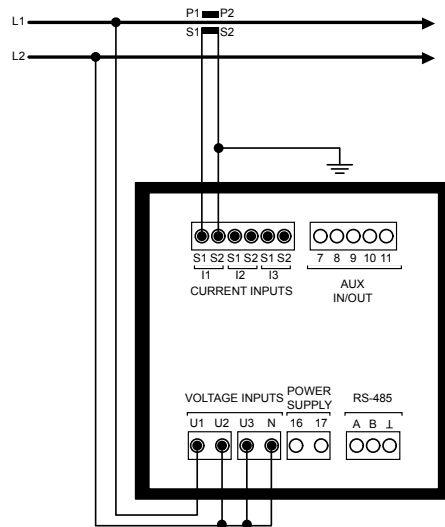 P1 P2
L1
S1 S2
L2
S1 S2 S1 S2 S1 S2
I1 I2 I3
CURRENT INPUTS
7 8 9 10 11
AUX
IN/OUT
VOLTAGE INPUTS
U1 U2 U3 N
POWER
SUPPLY
16 17
RS-485
A B ⊥